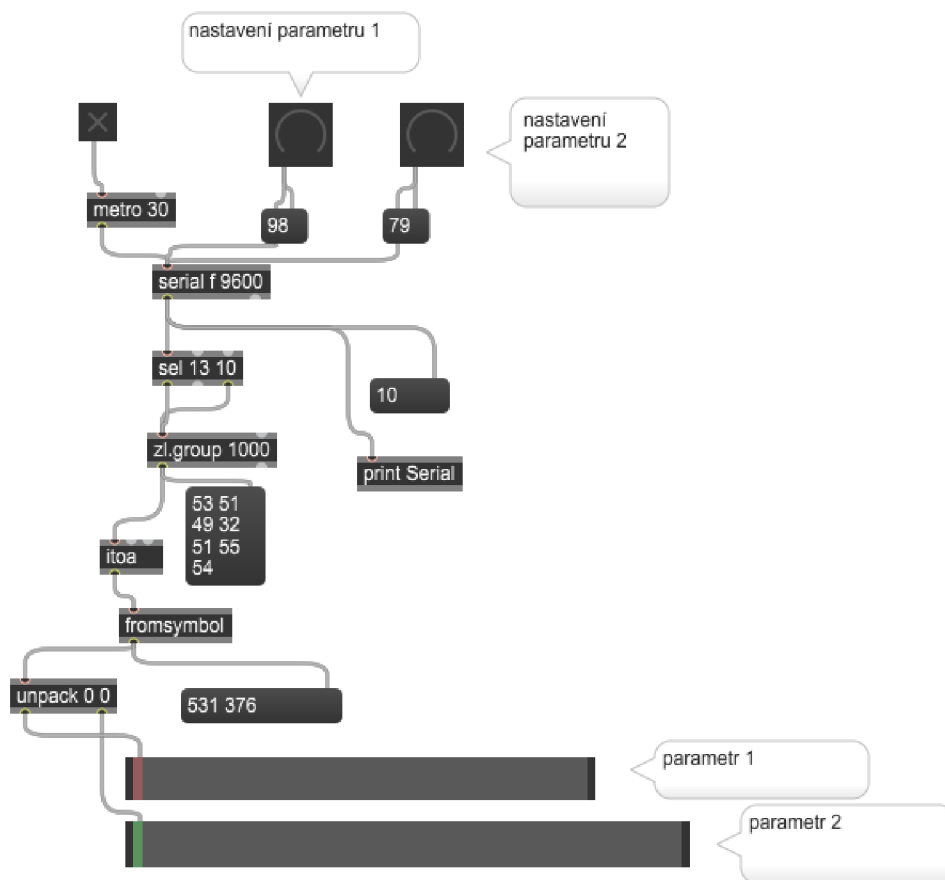 nastavení parametru 1
nastavení
parametru 2
metro 30
98
79
serial f 9600
sel 13 10
10
zl.group 1000
print Serial
53 51
49 32
51 55
54
itoa
fromsymbol
unpack 0 0
531 376
parametr 1
parametr 2